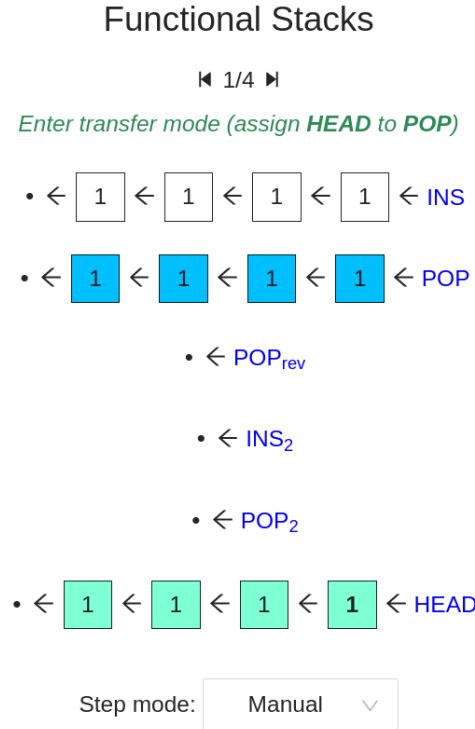 Functional Stacks
1/4
Enter transfer mode (assign HEAD to POP)
1 1 1 1 INS
1 1 1 1 POP
POPrev
INS2
POP2
1 1 1 1 HEAD
Step mode: Manual